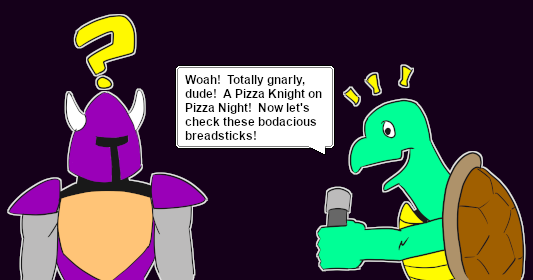 Woah!  Totally gnarly,
dude!  A Pizza Knight on
Pizza Night!  Now let's
check these bodacious
breadsticks!